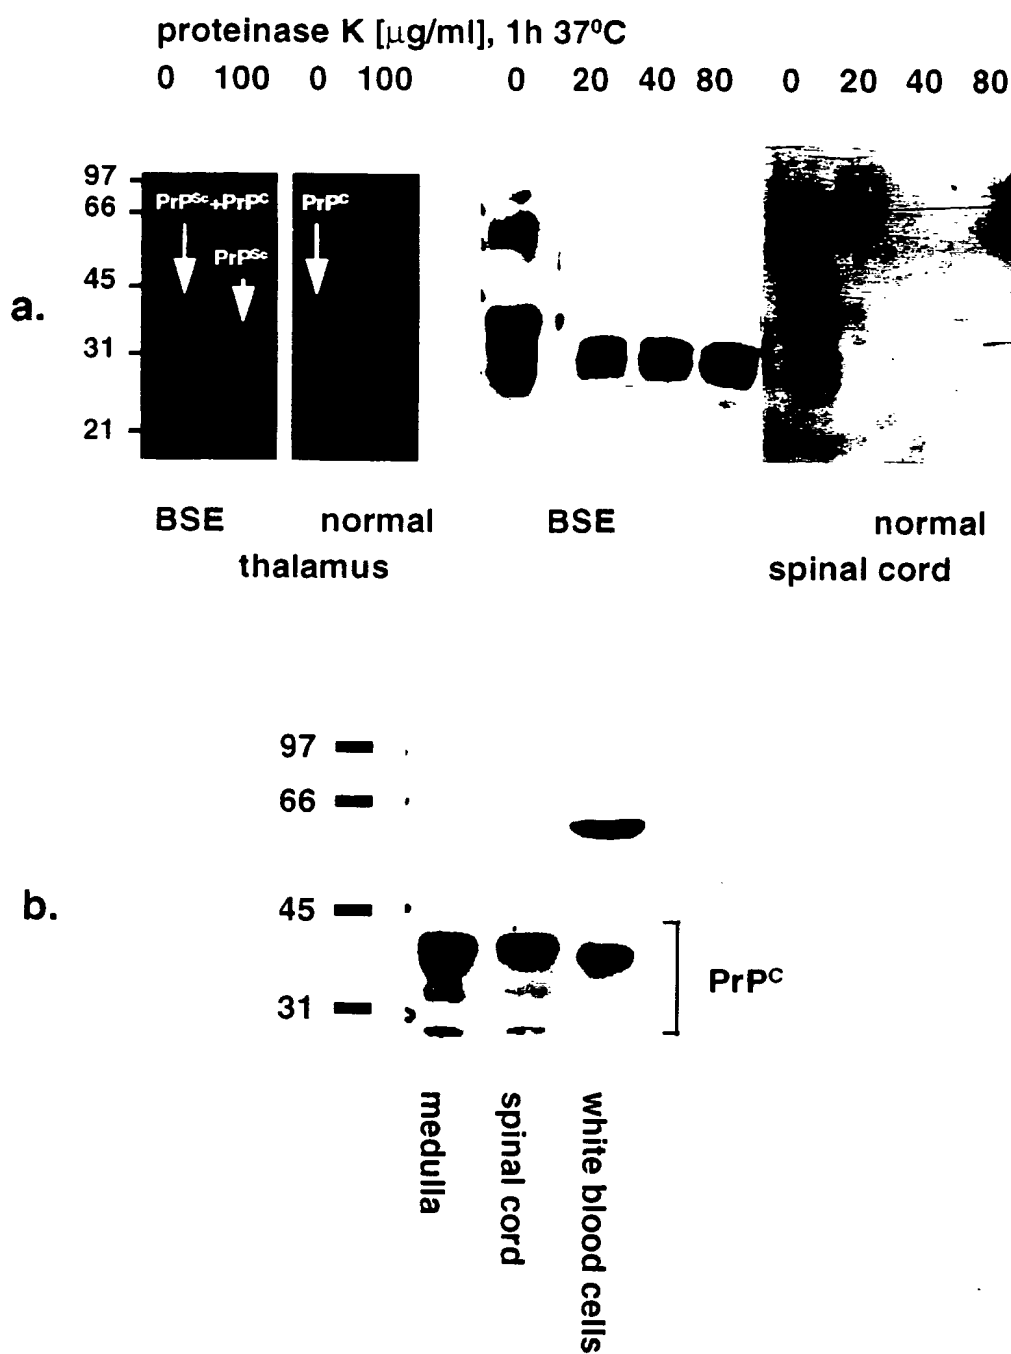 proteinase K [μg/ml], 1h 37⁰C
0 100 0 100 0 20 40 80 0 20 40 80
a.
97
66
45
31
21
PrPSc+PrPC
PrPSc
PrPC
BSE normal BSE normal
thalamus spinal cord
b.
97
66
45
31
PrPC
medulla
spinal cord
white blood cells